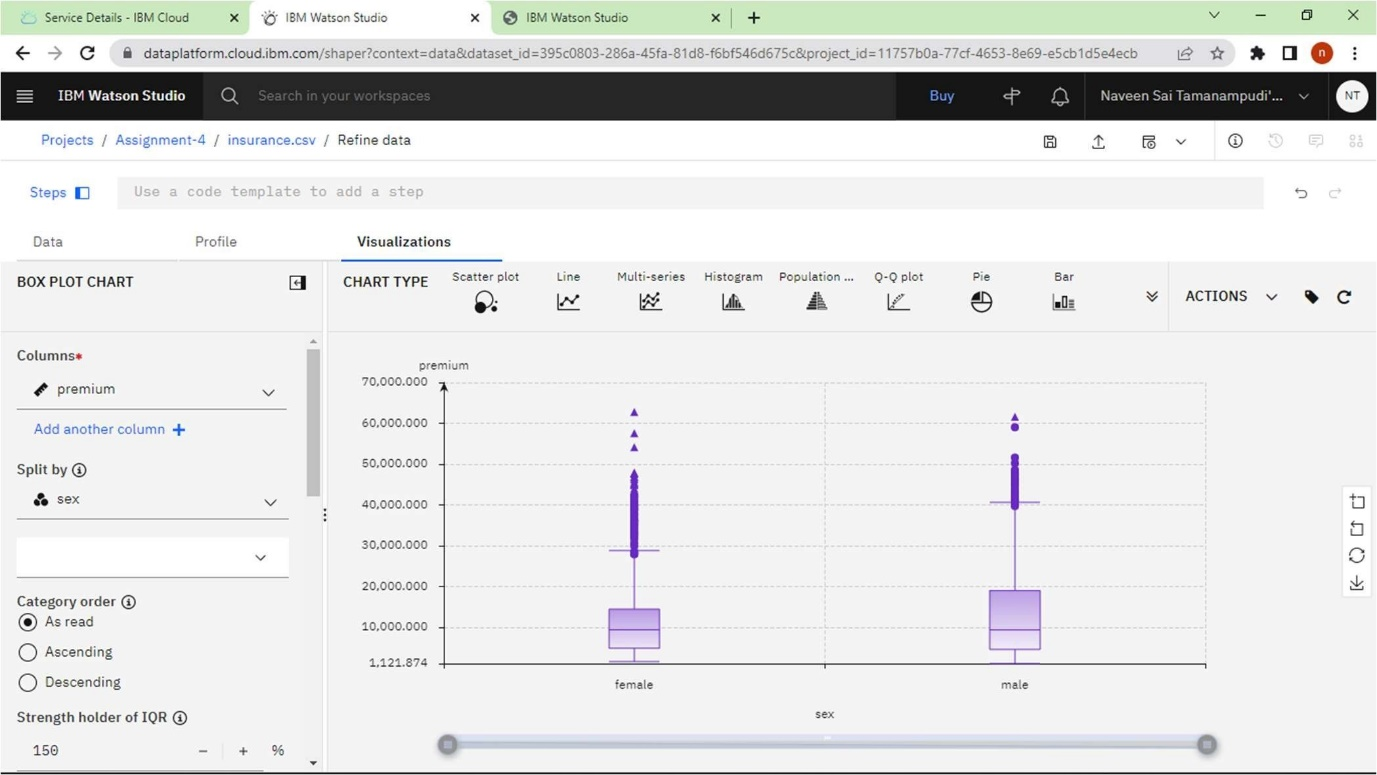 Service Details - IBM Cloud
IBM Watson Studio
IBM Watson Studio
dataplatform.cloud.ibm.com/shaper?context=data&dataset_id=395c0803-286a-45fa-81d8-f6bf546d675c&project_id=11757b0a-77cf-4653-8e69-e5cb1d5e4ecb
n
IBM Watson Studio
Search in your workspaces
Buy
Naveen Sai Tamanampudi'...
NT
Projects / Assignment-4 / insurance.csv / Refine data
Steps
Use a code template to add a step
Data
Profile
Visualizations
BOX PLOT CHART
CHART TYPE
Scatter plot
Line
Multi-series
Histogram
Population ...
Q-Q plot
Pie
Bar
ACTIONS
Columns*
premium
Add another column +
Split by
sex
Category order
As read
Ascending
Descending
Strength holder of IQR
150 − + %
premium
70,000.000
60,000.000
50,000.000
40,000.000
30,000.000
20,000.000
10,000.000
1,121.874
female
male
sex